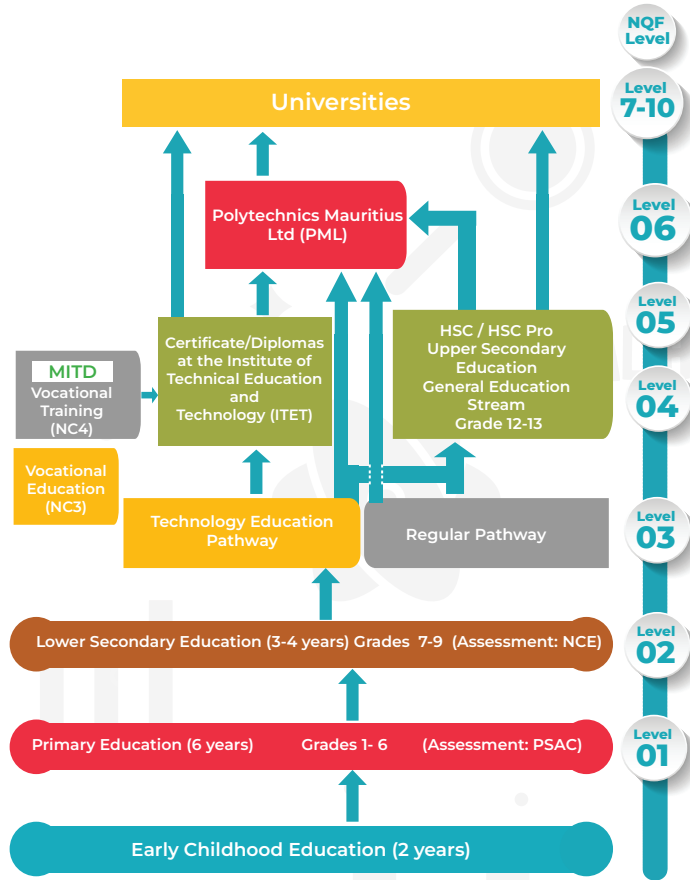 NQF
Level
Universities
Level
7-10
Polytechnics Mauritius
Ltd (PML)
Level
06
Certificate/Diplomas
at the Institute of
Technical Education
and
Technology (ITET)
HSC / HSC Pro
Upper Secondary
Education
General Education
Stream
Grade 12-13
Level
05
MITD
Vocational
Training
(NC4)
Level
04
Vocational
Education
(NC3)
Technology Education
Pathway
Regular Pathway
Level
03
Lower Secondary Education (3-4 years) Grades 7-9 (Assessment: NCE)
Level
02
Primary Education (6 years) Grades 1- 6 (Assessment: PSAC)
Level
01
Early Childhood Education (2 years)